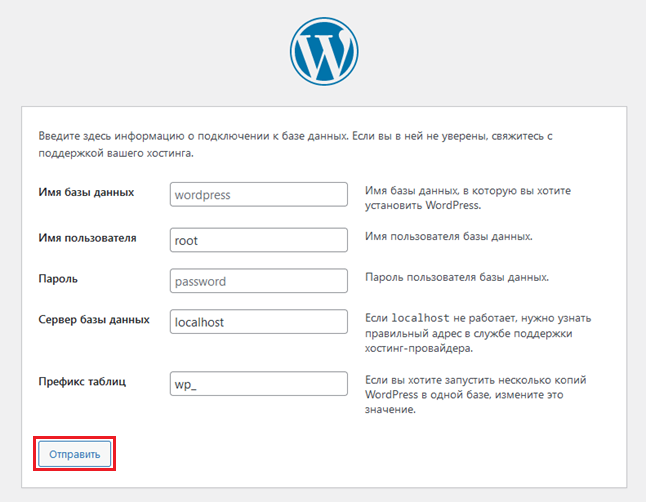 Введите здесь информацию о подключении к базе данных. Если вы в ней не уверены, свяжитесь с
поддержкой вашего хостинга.
Имя базы данных
wordpress
Имя базы данных, в которую вы хотите
установить WordPress.
Имя пользователя
root
Имя пользователя базы данных.
Пароль
password
Пароль пользователя базы данных.
Сервер базы данных
localhost
Если localhost не работает, нужно узнать
правильный адрес в службе поддержки
хостинг-провайдера.
Префикс таблиц
wp_
Если вы хотите запустить несколько копий
WordPress в одной базе, измените это
значение.
Отправить